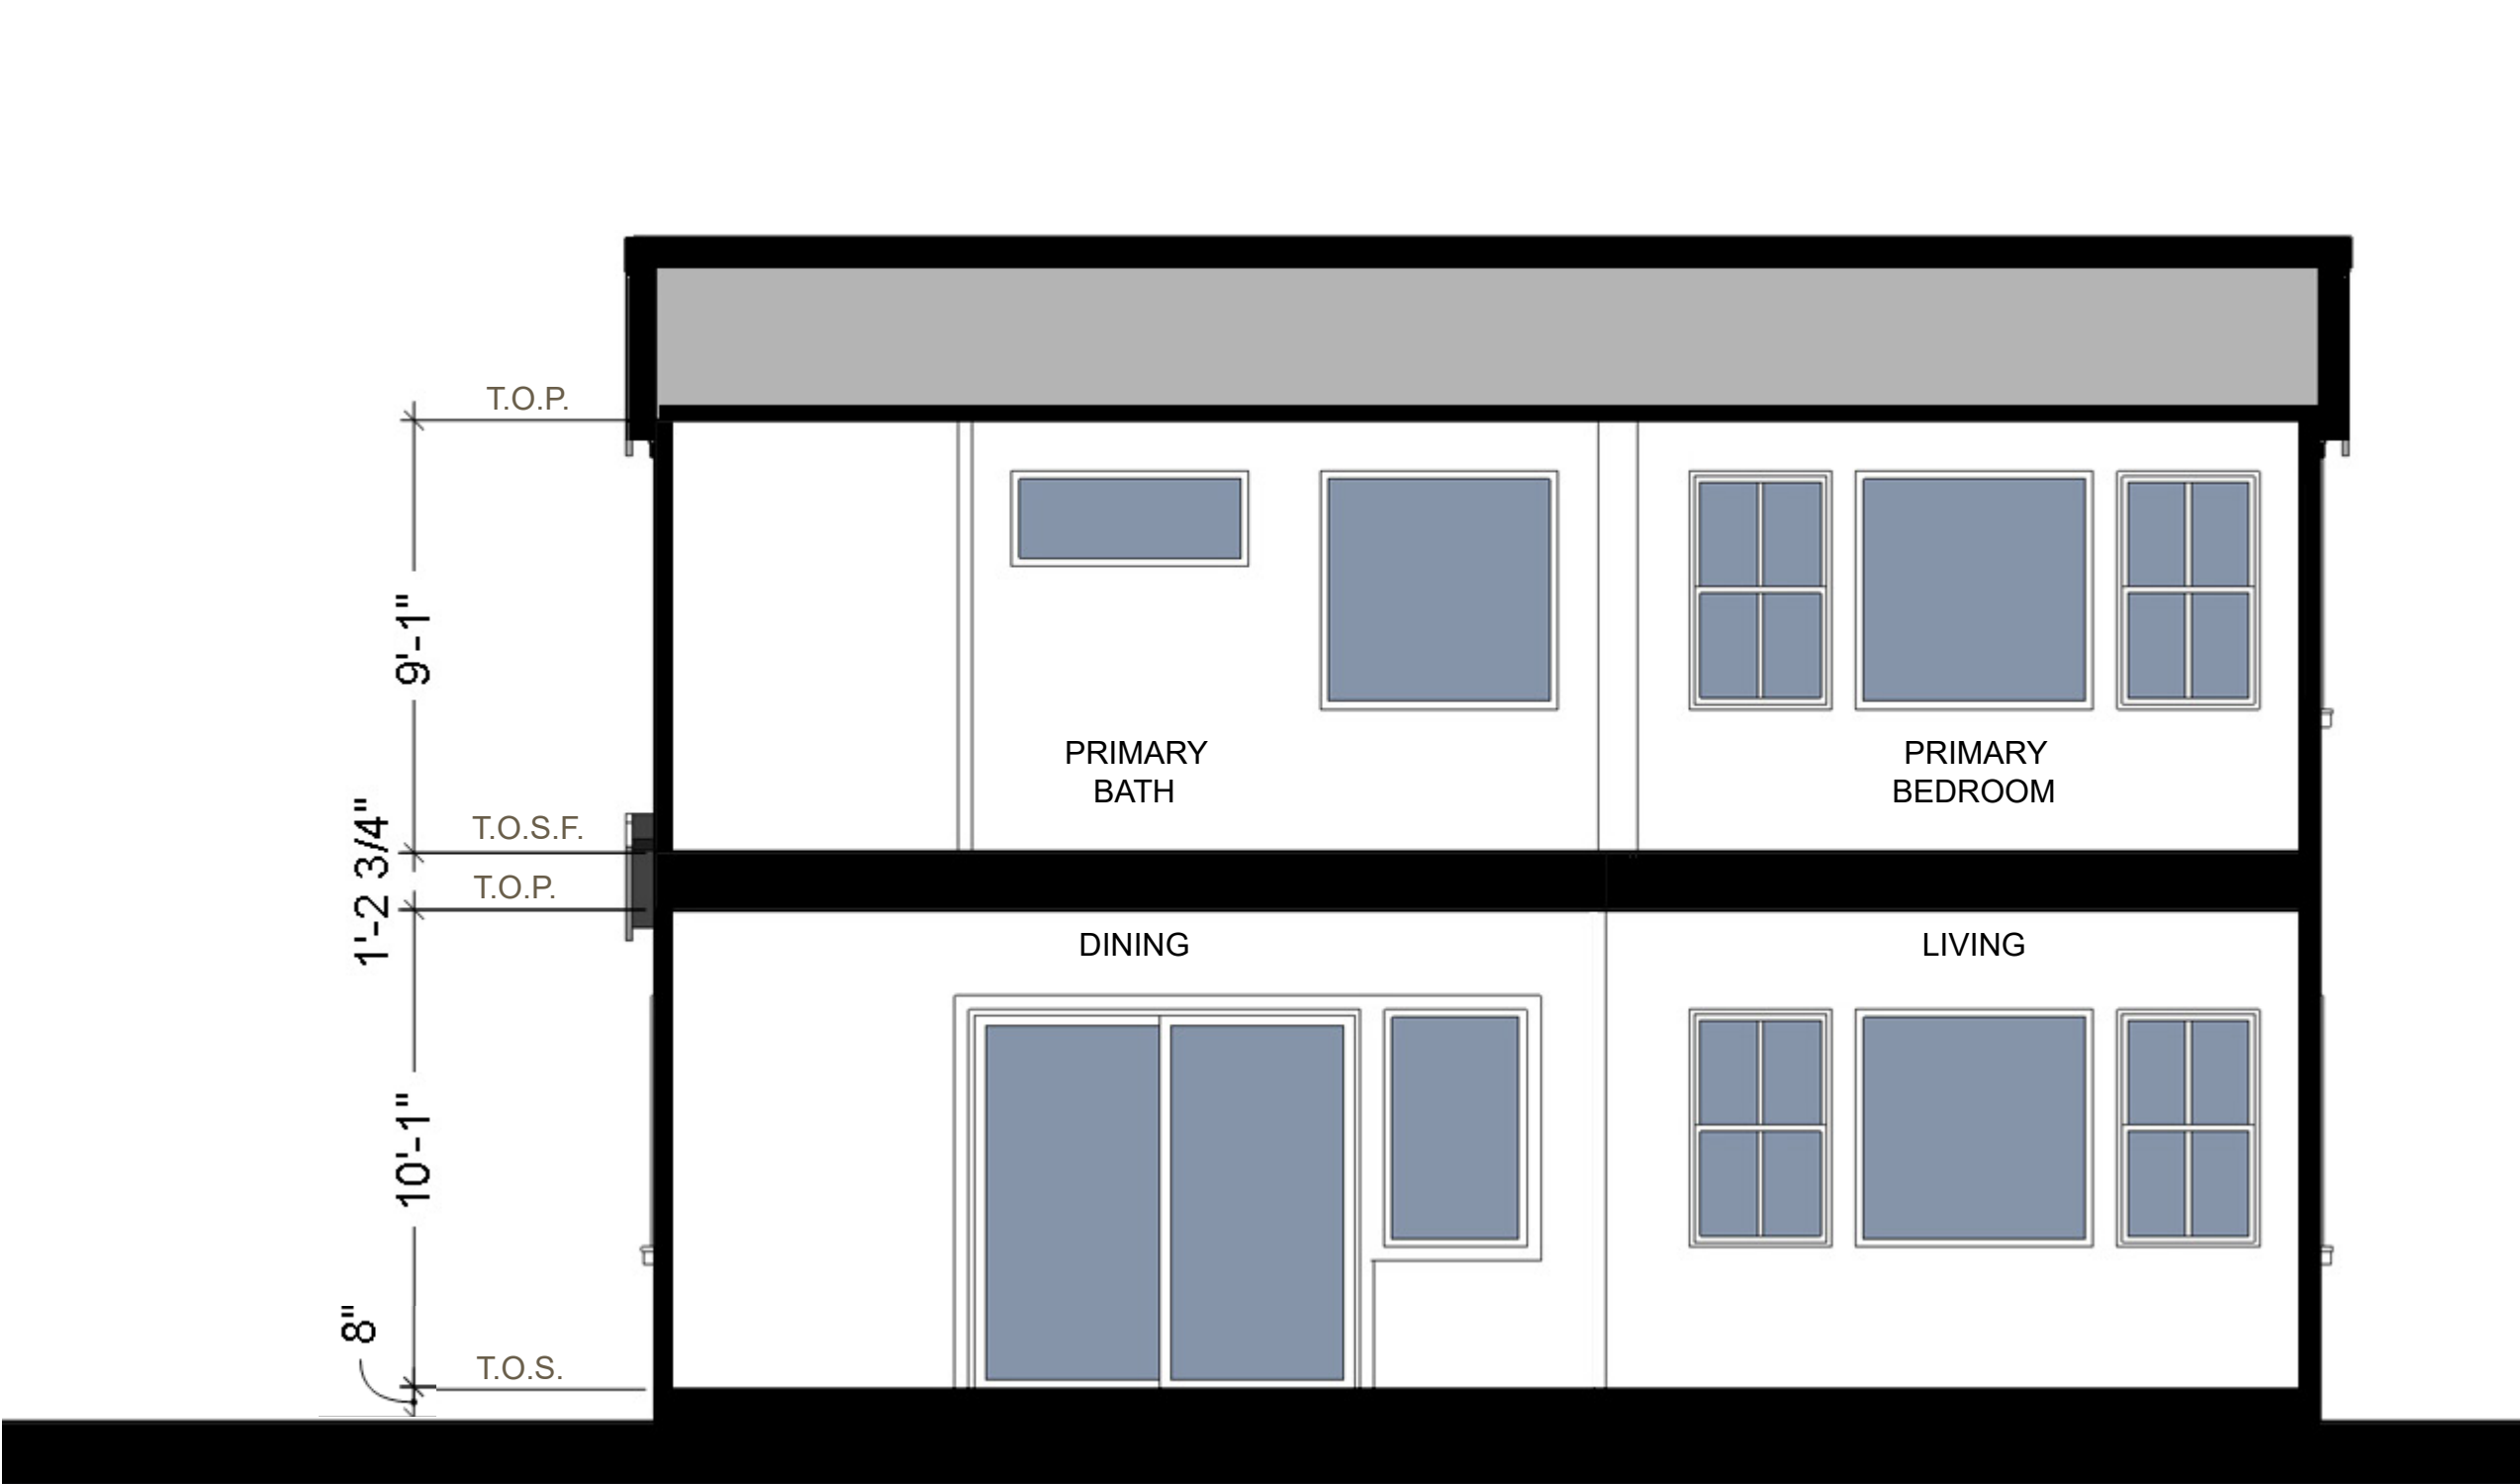 T.O.P.
9'-1"
PRIMARY
BATH
PRIMARY
BEDROOM
T.O.S.F.
1'-2 3/4"
T.O.P.
DINING
LIVING
10'-1"
8"
T.O.S.